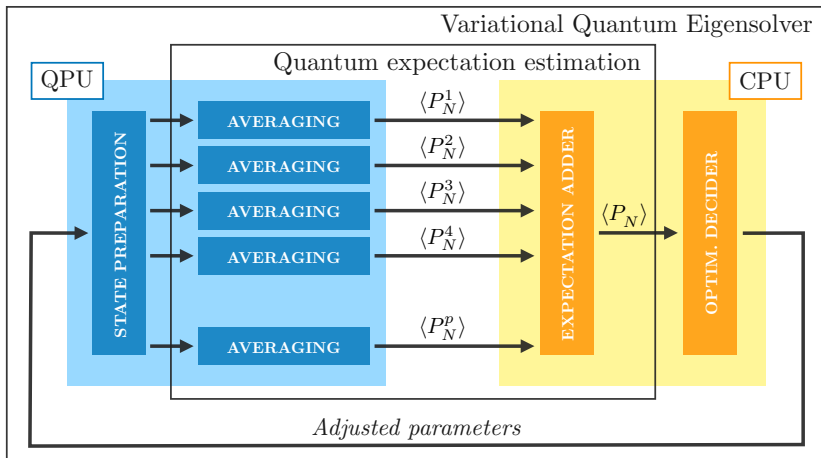 Variational Quantum Eigensolver
Quantum expectation estimation
QPU
CPU
STATE PREPARATION
AVERAGING
AVERAGING
AVERAGING
AVERAGING
AVERAGING
⟨P_N^1⟩
⟨P_N^2⟩
⟨P_N^3⟩
⟨P_N^4⟩
⟨P_N^p⟩
EXPECTATION ADDER
⟨P_N⟩
OPTIM. DECIDER
Adjusted parameters